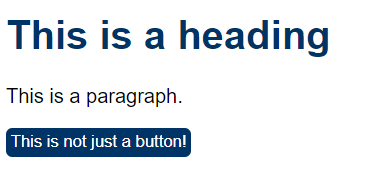 This is a heading
This is a paragraph.
This is not just a button!